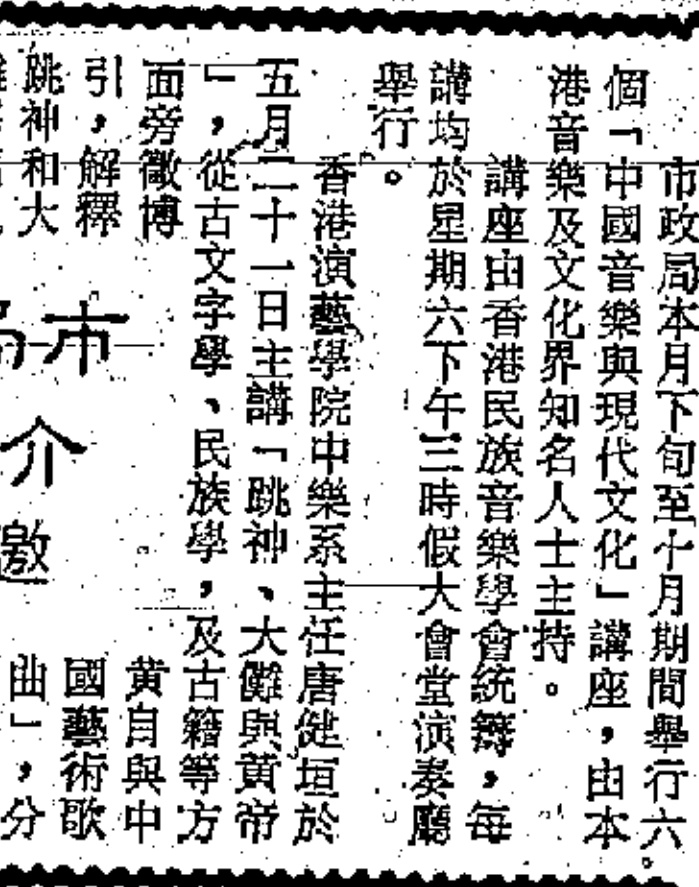 市政局本月下旬至十月期間舉行六
個「中國音樂與現代文化」講座，由本
港音樂及文化界知名人士主持。
講座由香港民族音樂學會統籌，每
講均於星期六下午三時假大會堂演奏廳
舉行。
香港演藝學院中樂系主任唐健垣於
五月二十一日主講「跳神、大儺與黃帝
」，從古文字學、民族學，及古籍等方
面旁徵博
引，解釋
跳神和大
市
介
邀
黃自與中
國藝術歌
曲」，分